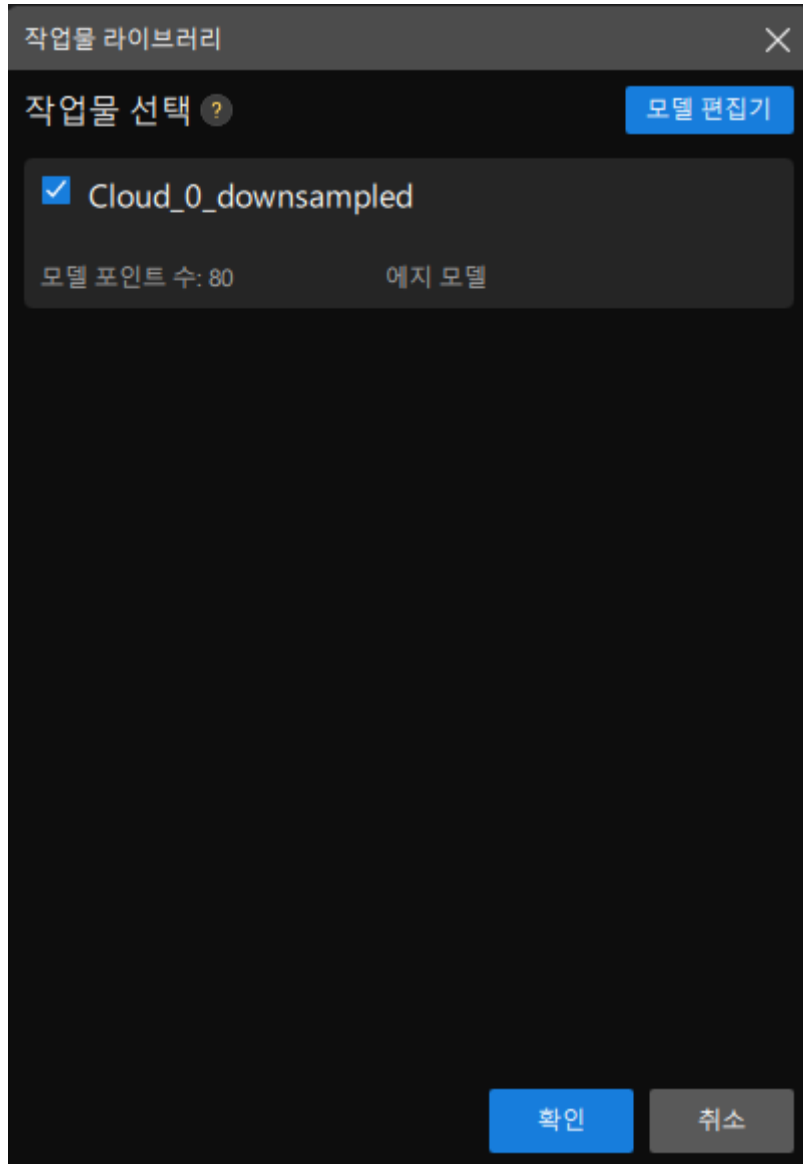 작업물 라이브러리
작업물 선택 ?
모델 편집기
Cloud_0_downsampled
모델 포인트 수: 80 에지 모델
확인 취소